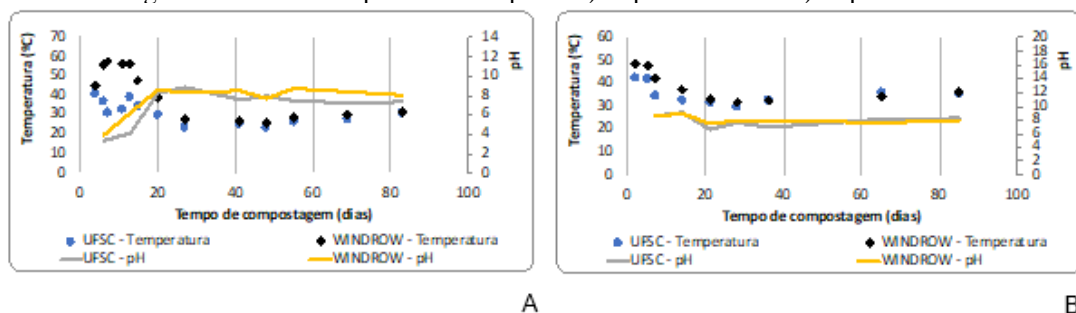 Temperatura (ºC)
70
60
50
40
30
20
10
0
0
20
40
60
80
100
14
12
10
8
6
4
2
0
pH
Tempo de compostagem (dias)
UFSC - Temperatura
WINDROW - Temperatura
UFSC - pH
WINDROW - pH
A
Temperatura (ºC)
60
50
40
30
20
10
0
0
20
40
60
80
100
20
18
16
14
12
10
8
6
4
2
0
pH
Tempo de compostagem (dias)
UFSC - Temperatura
WINDROW - Temperatura
UFSC - pH
WINDROW - pH
B